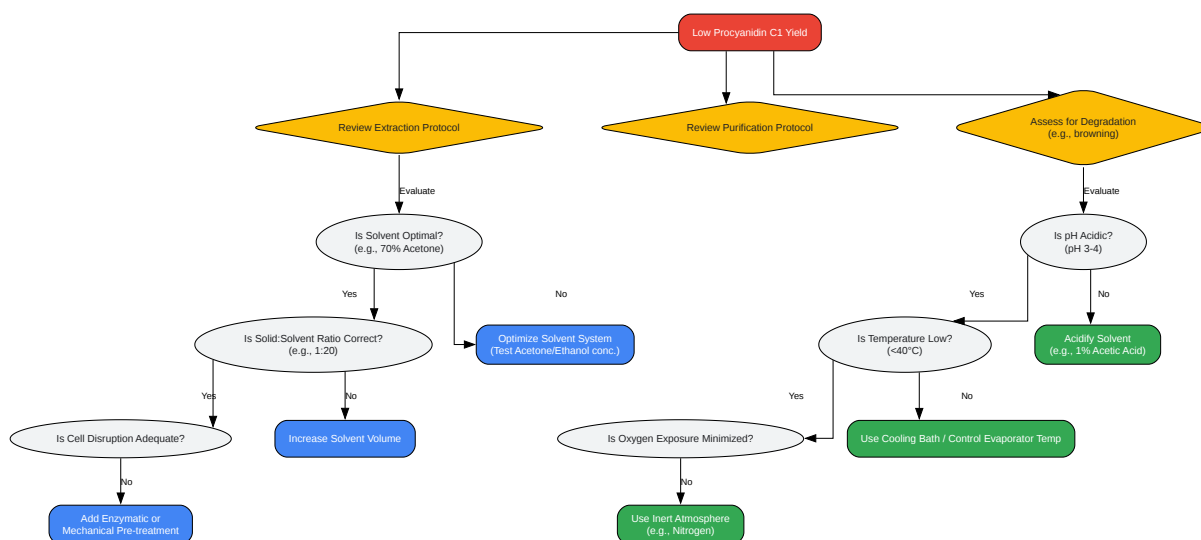 Low Procyanidin C1 Yield
Review Extraction Protocol
Review Purification Protocol
Assess for Degradation
(e.g., browning)
Evaluate
Evaluate
Is Solvent Optimal?
(e.g., 70% Acetone)
Is pH Acidic?
(pH 3-4)
Yes
No
Yes
No
Is Solid:Solvent Ratio Correct?
(e.g., 1:20)
Optimize Solvent System
(Test Acetone/Ethanol conc.)
Is Temperature Low?
(<40°C)
Acidify Solvent
(e.g., 1% Acetic Acid)
Yes
No
Yes
No
Is Cell Disruption Adequate?
Increase Solvent Volume
Is Oxygen Exposure Minimized?
Use Cooling Bath / Control Evaporator Temp
No
No
Add Enzymatic or
Mechanical Pre-treatment
Use Inert Atmosphere
(e.g., Nitrogen)